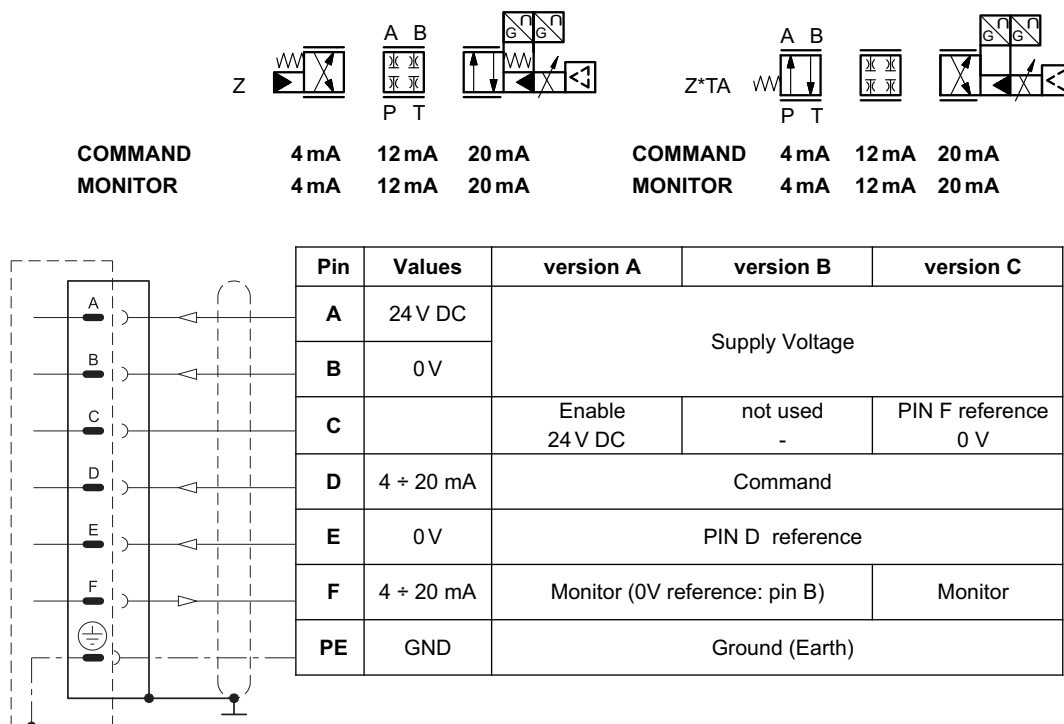 A B
G G
Z
P T
COMMAND 4 mA 12 mA 20 mA
MONITOR 4 mA 12 mA 20 mA
A B
G G
Z*TA
P T
COMMAND 4 mA 12 mA 20 mA
MONITOR 4 mA 12 mA 20 mA
A
B
C
D
E
F
Pin Values version A version B version C
A 24 V DC Supply Voltage
B 0 V
C Enable not used PIN F reference
24 V DC - 0 V
D 4 ÷ 20 mA Command
E 0 V PIN D reference
F 4 ÷ 20 mA Monitor (0V reference: pin B) Monitor
PE GND Ground (Earth)